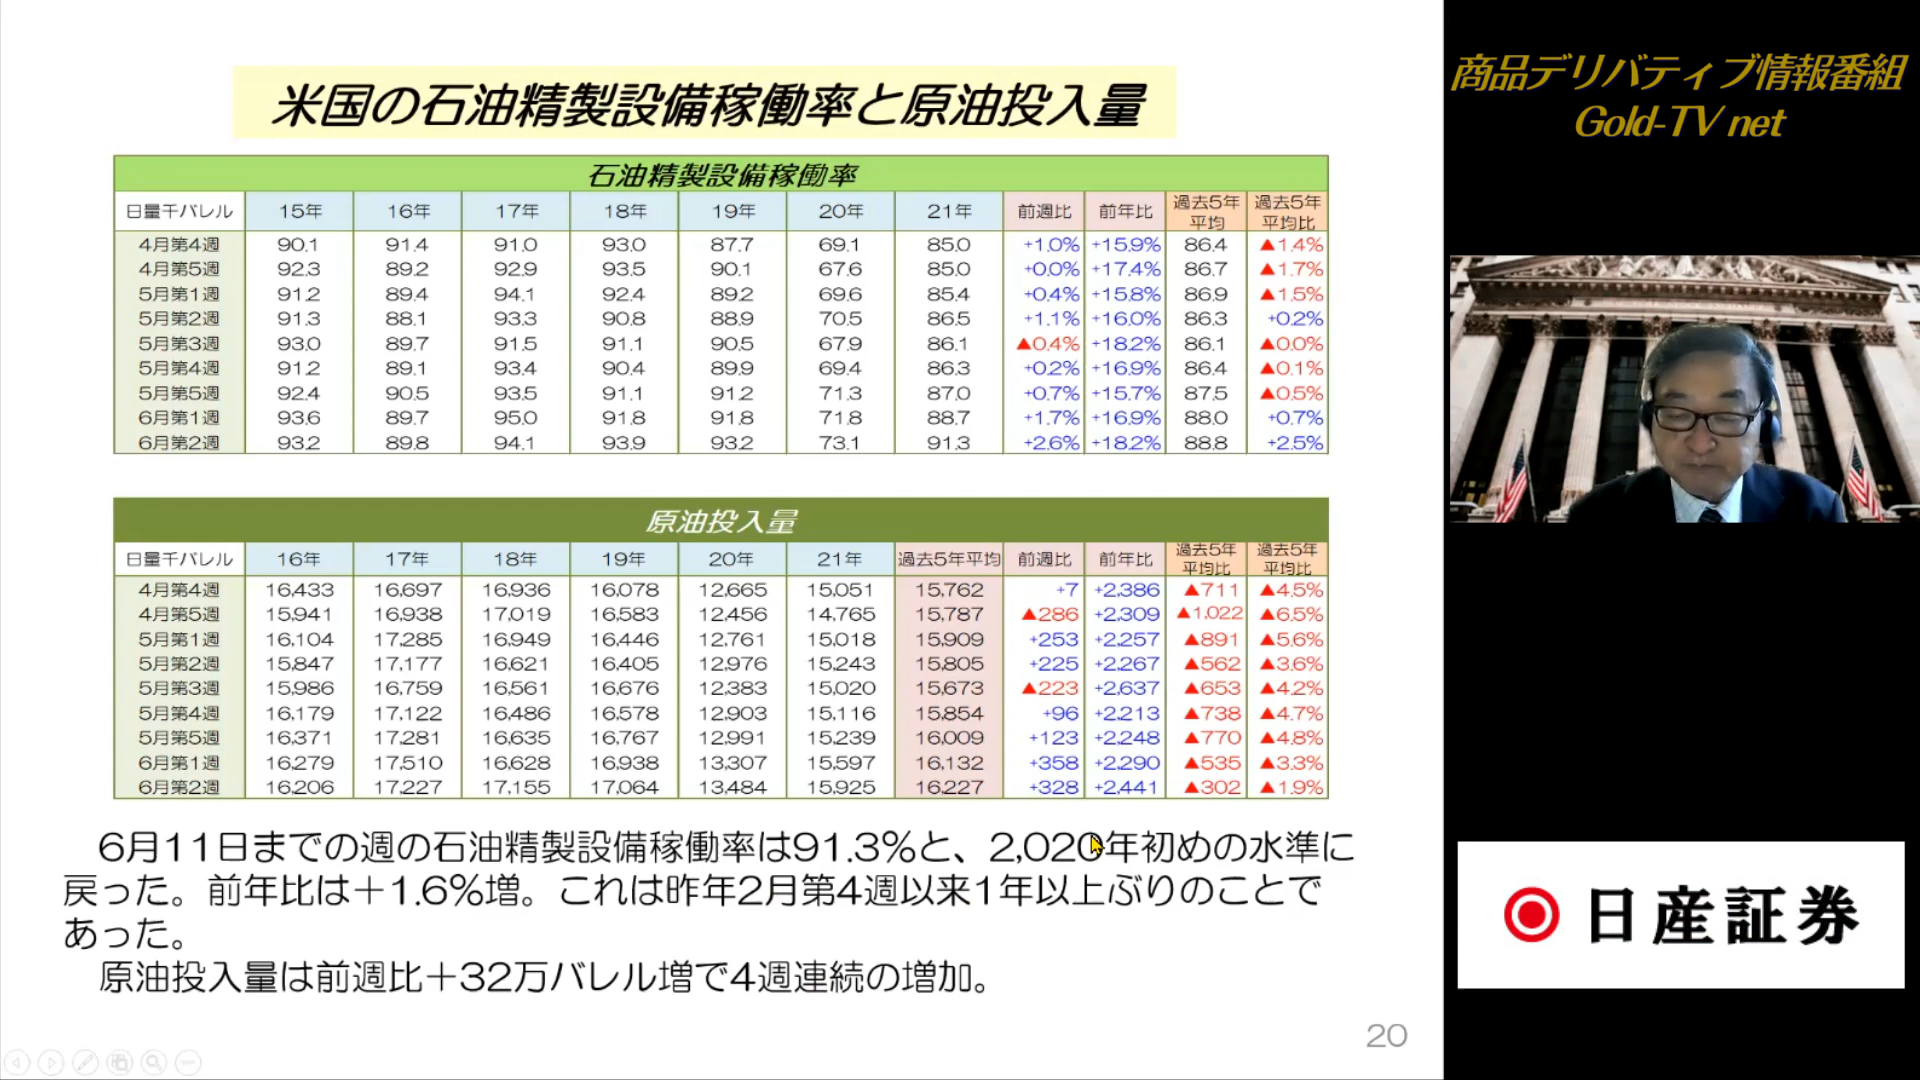 米国の石油精製設備稼働率と原油投入量
石油精製設備稼働率
日量千バレル 15年 16年 17年 18年 19年 20年 21年 前週比 前年比 過去5年平均 過去5年平均比
4月第4週 90.1 91.4 91.0 93.0 87.7 69.1 85.0 +1.0% +15.9% 86.4 ▲1.4%
4月第5週 92.3 89.2 92.9 93.5 90.1 67.6 85.0 +0.0% +17.4% 86.7 ▲1.7%
5月第1週 91.2 89.4 94.1 92.4 89.2 69.6 85.4 +0.4% +15.8% 86.9 ▲1.5%
5月第2週 91.3 88.1 93.3 90.8 88.9 70.5 86.5 +1.1% +16.0% 86.3 +0.2%
5月第3週 93.0 89.7 91.5 91.1 90.5 67.9 86.1 ▲0.4% +18.2% 86.1 ▲0.0%
5月第4週 91.2 89.1 93.4 90.4 89.9 69.4 86.3 +0.2% +16.9% 86.4 ▲0.1%
5月第5週 92.4 90.5 93.5 91.1 91.2 71.3 87.0 +0.7% +15.7% 87.5 ▲0.5%
6月第1週 93.6 89.7 95.0 91.8 91.8 71.8 88.7 +1.7% +16.9% 88.0 +0.7%
6月第2週 93.2 89.8 94.1 93.9 93.2 73.1 91.3 +2.6% +18.2% 88.8 +2.5%
原油投入量
日量千バレル 16年 17年 18年 19年 20年 21年 過去5年平均 前週比 前年比 過去5年平均比 過去5年平均比
4月第4週 16,433 16,697 16,936 16,078 12,665 15,051 15,762 +7 +2,386 ▲711 ▲4.5%
4月第5週 15,941 16,938 17,019 16,583 12,456 14,765 15,787 ▲286 +2,309 ▲1,022 ▲6.5%
5月第1週 16,104 17,285 16,949 16,446 12,761 15,018 15,909 +253 +2,257 ▲891 ▲5.6%
5月第2週 15,847 17,177 16,621 16,405 12,976 15,243 15,805 +225 +2,267 ▲562 ▲3.6%
5月第3週 15,986 16,759 16,561 16,676 12,383 15,020 15,673 ▲223 +2,637 ▲653 ▲4.2%
5月第4週 16,179 17,122 16,486 16,578 12,903 15,116 15,854 +96 +2,213 ▲738 ▲4.7%
5月第5週 16,371 17,281 16,635 16,767 12,991 15,239 16,009 +123 +2,248 ▲770 ▲4.8%
6月第1週 16,279 17,510 16,628 16,938 13,307 15,597 16,132 +358 +2,290 ▲535 ▲3.3%
6月第2週 16,206 17,227 17,155 17,064 13,484 15,925 16,227 +328 +2,441 ▲302 ▲1.9%
6月11日までの週の石油精製設備稼働率は91.3%と、2,020年初めの水準に
戻った。前年比は+1.6%増。これは昨年2月第4週以来1年以上ぶりのことで
あった。
原油投入量は前週比+32万バレル増で4週連続の増加。
20
商品デリバティブ情報番組
Gold-TV net
日産証券